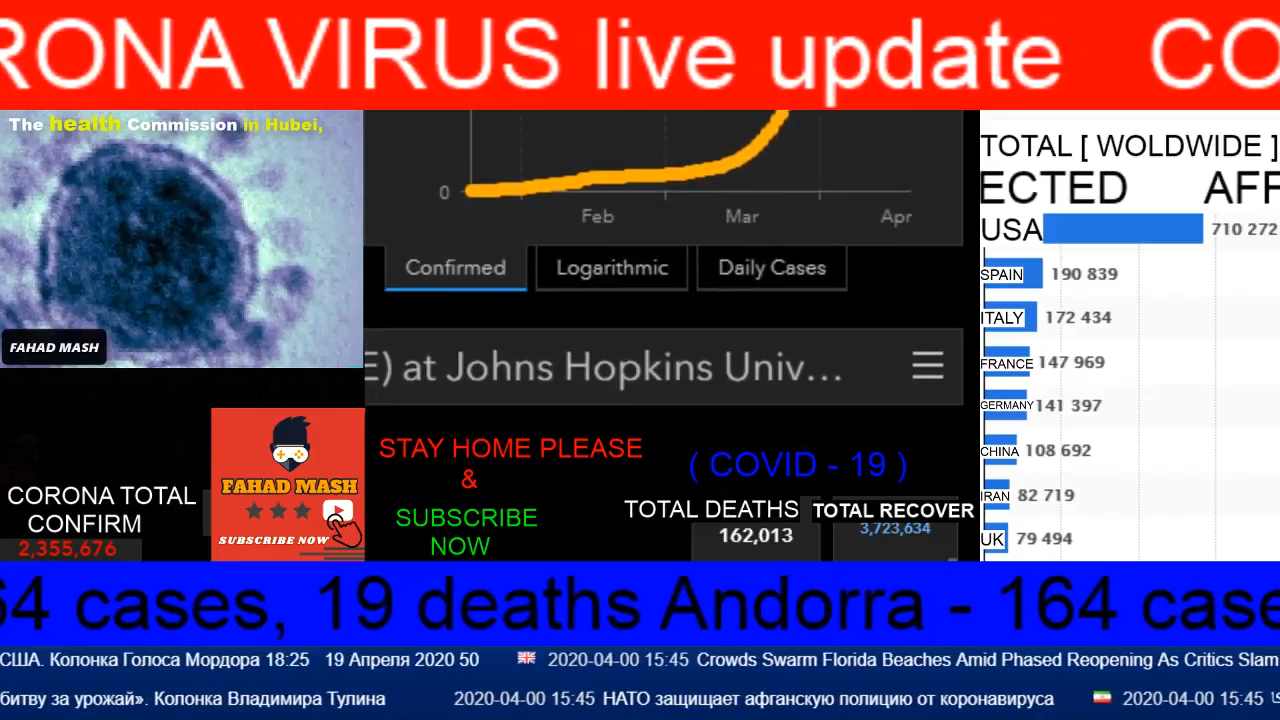 RONA VIRUS live update CO
The health Commission in Hubei,
FAHAD MASH
0
Feb Mar Apr
Confirmed Logarithmic Daily Cases
E) at Johns Hopkins Univ…
TOTAL [ WOLDWIDE ]
ECTED AFF
USA 710 272
SPAIN 190 839
ITALY 172 434
FRANCE 147 969
GERMANY 141 397
CHINA 108 692
IRAN 82 719
UK 79 494
CORONA TOTAL
CONFIRM
2,355,676
FAHAD MASH
SUBSCRIBE NOW
STAY HOME PLEASE
&
SUBSCRIBE
NOW
( COVID - 19 )
TOTAL DEATHS
162,013
TOTAL RECOVER
3,723,634
64 cases, 19 deaths Andorra - 164 case
США. Колонка Голоса Мордора 18:25 19 Апреля 2020 50 2020-04-00 15:45 Crowds Swarm Florida Beaches Amid Phased Reopening As Critics Slam
битву за урожай». Колонка Владимира Тулина 2020-04-00 15:45 НАТО защищает афганскую полицию от коронавируса 2020-04-00 15:45